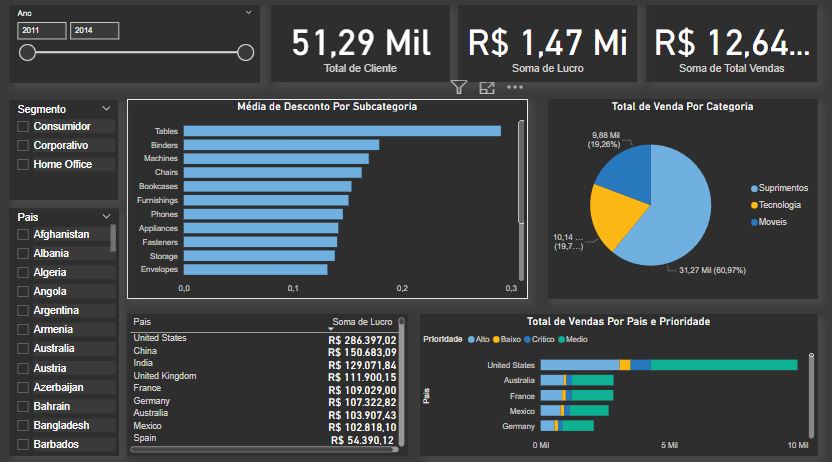 Ano
2011 2014
51,29 Mil
Total de Cliente
R$ 1,47 Mi
Soma de Lucro
R$ 12,64...
Soma de Total Vendas
Segmento
Consumidor
Corporativo
Home Office
Pais
Afghanistan
Albania
Algeria
Angola
Argentina
Armenia
Australia
Austria
Azerbaijan
Bahrain
Bangladesh
Barbados
Média de Desconto Por Subcategoria
Tables
Binders
Machines
Chairs
Bookcases
Furnishings
Phones
Appliances
Fasteners
Storage
Envelopes
0,0 0,1 0,2 0,3
Total de Venda Por Categoria
9,88 Mil
(19,26%)
10,14 ...
(19,7...)
31,27 Mil (60,97%)
Suprimentos
Tecnologia
Moveis
Pais Soma de Lucro
United States R$ 286.397,02
China R$ 150.683,09
India R$ 129.071,84
United Kingdom R$ 111.900,15
France R$ 109.029,00
Germany R$ 107.322,82
Australia R$ 103.907,43
Mexico R$ 102.818,10
Spain R$ 54.390,12
Total de Vendas Por Pais e Prioridade
Prioridade Alto Baixo Critico Medio
Pais
United States
Australia
France
Mexico
Germany
0 Mil 5 Mil 10 Mil